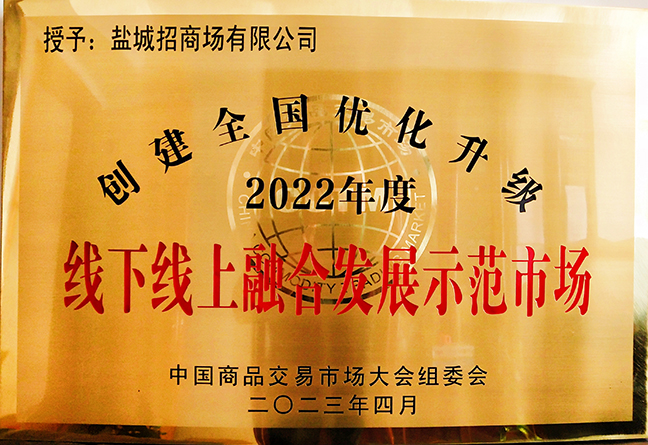 授予：盐城招商场有限公司
创建全国优化升级
2022年度
线下线上融合发展示范市场
中国商品交易市场大会组委会
二〇二三年四月